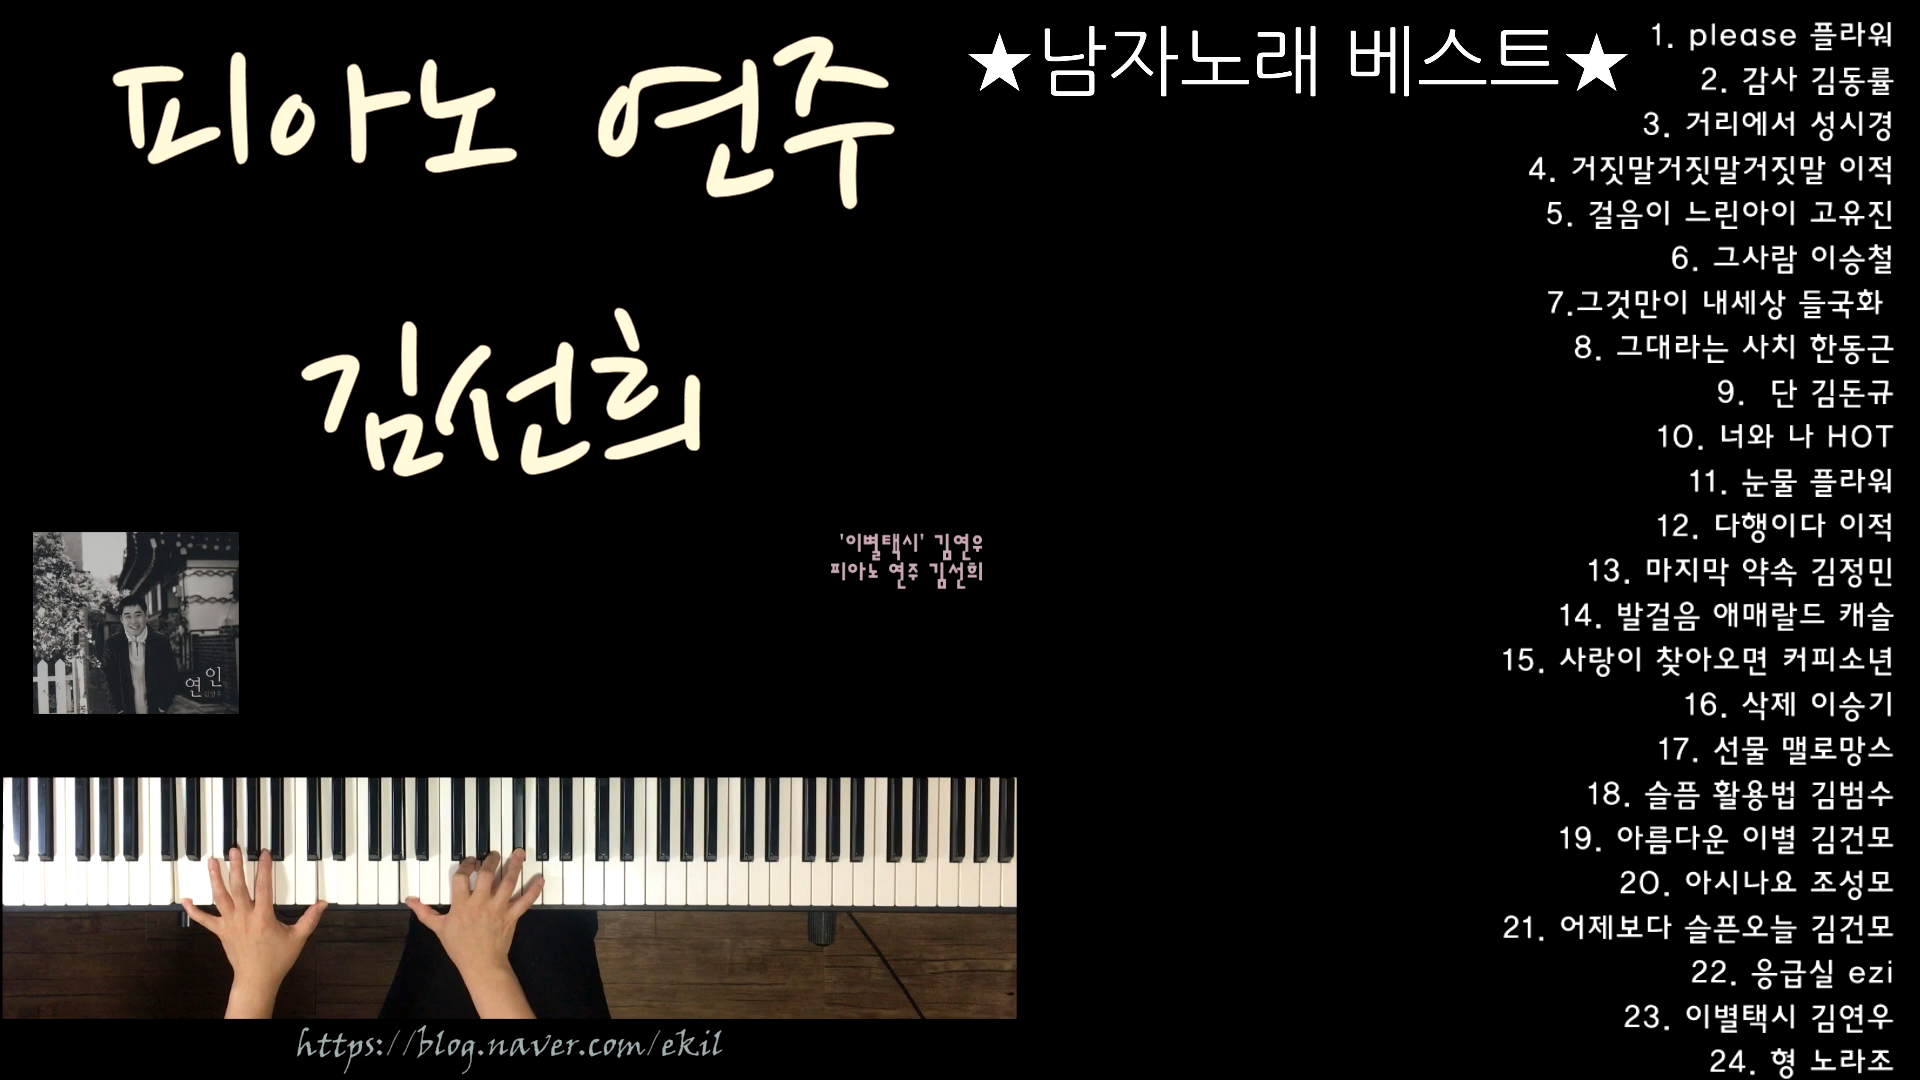 피아노 연주
김선희
★남자노래 베스트★
1. please 플라워
2. 감사 김동률
3. 거리에서 성시경
4. 거짓말거짓말거짓말 이적
5. 걸음이 느린아이 고유진
6. 그사람 이승철
7.그것만이 내세상 들국화
8. 그대라는 사치 한동근
9. 단 김돈규
10. 너와 나 HOT
11. 눈물 플라워
12. 다행이다 이적
13. 마지막 약속 김정민
14. 발걸음 애매랄드 캐슬
15. 사랑이 찾아오면 커피소년
16. 삭제 이승기
17. 선물 맬로망스
18. 슬픔 활용법 김범수
19. 아름다운 이별 김건모
20. 아시나요 조성모
21. 어제보다 슬픈오늘 김건모
22. 응급실 ezi
23. 이별택시 김연우
24. 형 노라조
'이별택시' 김연우
피아노 연주 김선희
연인
김연우
https://blog.naver.com/ekil